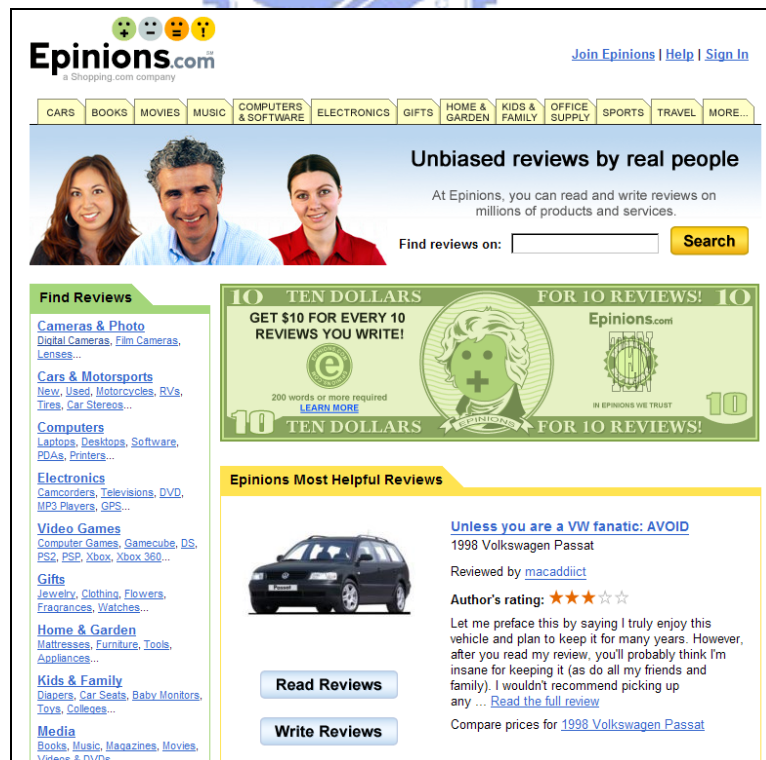 Epinions.com
SM
a Shopping.com company
Join Epinions | Help | Sign In
CARS
BOOKS
MOVIES
MUSIC
COMPUTERS
& SOFTWARE
ELECTRONICS
GIFTS
HOME &
GARDEN
KIDS &
FAMILY
OFFICE
SUPPLY
SPORTS
TRAVEL
MORE...
Unbiased reviews by real people
At Epinions, you can read and write reviews on
millions of products and services.
Find reviews on:
Search
Find Reviews
Cameras & Photo
Digital Cameras, Film Cameras,
Lenses...
Cars & Motorsports
New, Used, Motorcycles, RVs,
Tires, Car Stereos...
Computers
Laptops, Desktops, Software,
PDAs, Printers...
Electronics
Camcorders, Televisions, DVD,
MP3 Players, GPS...
Video Games
Computer Games, Gamecube, DS,
PS2, PSP, Xbox, Xbox 360...
Gifts
Jewelry, Clothing, Flowers,
Fragrances, Watches...
Home & Garden
Mattresses, Furniture, Tools,
Appliances...
Kids & Family
Diapers, Car Seats, Baby Monitors,
Toys, Colleges...
Media
Books, Music, Magazines, Movies,
Videos & DVDs
10 TEN DOLLARS FOR 10 REVIEWS! 10
GET $10 FOR EVERY 10
REVIEWS YOU WRITE!
e
200 words or more required
LEARN MORE
Epinions.com
TEN
IN EPINIONS WE TRUST
10 TEN DOLLARS EPINIONS FOR 10 REVIEWS! 10
Epinions Most Helpful Reviews
Passat
Read Reviews
Write Reviews
Unless you are a VW fanatic: AVOID
1998 Volkswagen Passat
Reviewed by macaddiict
Author's rating:
Let me preface this by saying I truly enjoy this
vehicle and plan to keep it for many years. However,
after you read my review, you'll probably think I'm
insane for keeping it (as do all my friends and
family). I wouldn't recommend picking up
any ... Read the full review
Compare prices for 1998 Volkswagen Passat